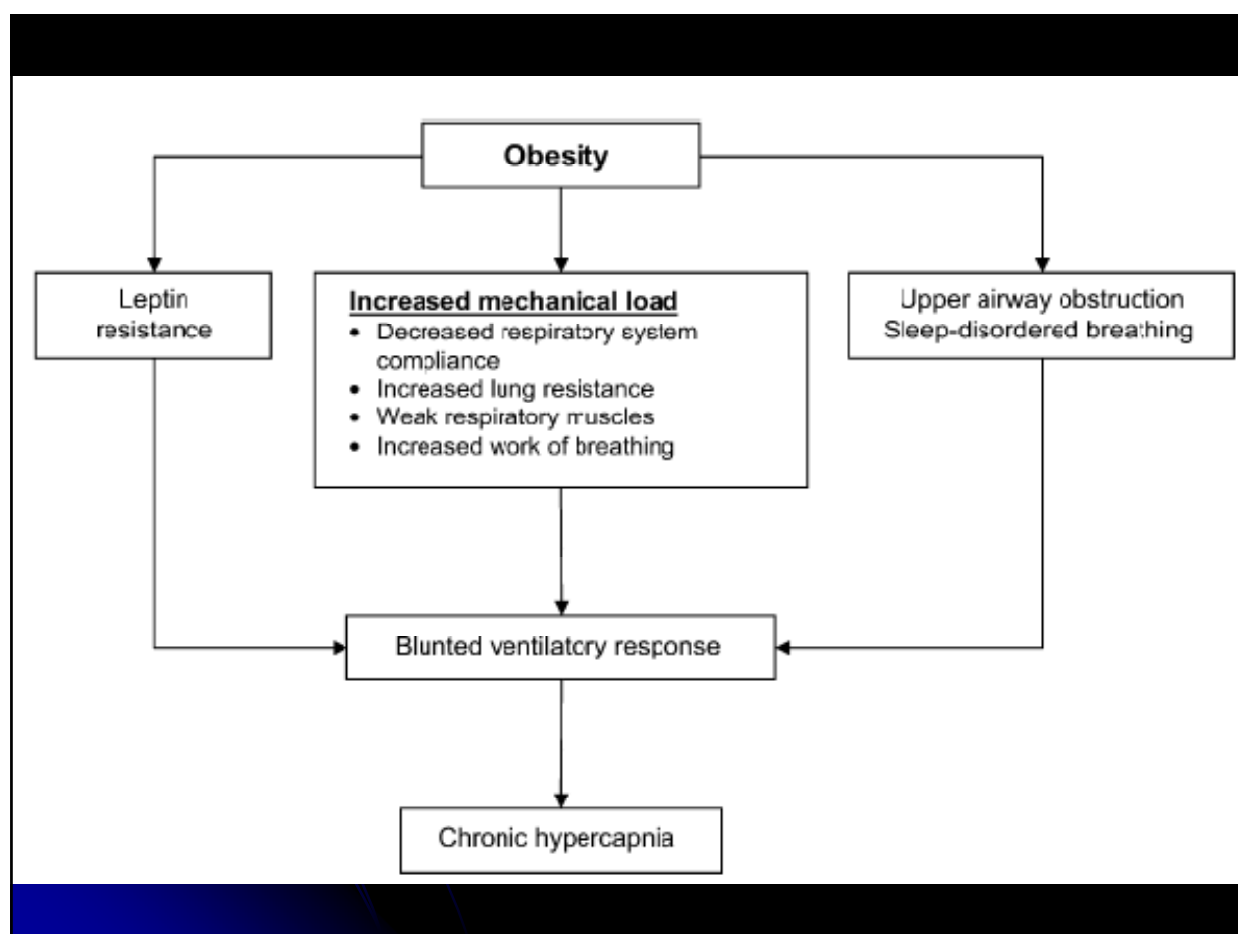 Obesity
Leptin
resistance
Increased mechanical load
• Decreased respiratory system
compliance
• Increased lung resistance
• Weak respiratory muscles
• Increased work of breathing
Upper airway obstruction
Sleep-disordered breathing
Blunted ventilatory response
Chronic hypercapnia